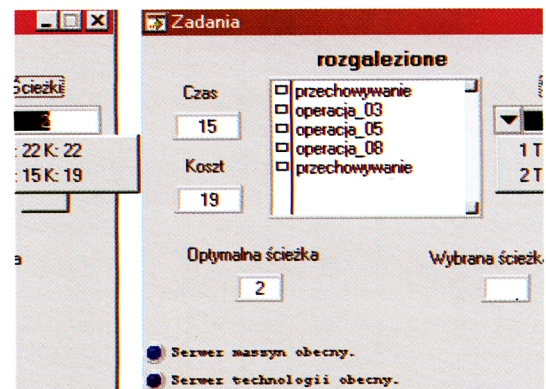 Ścieżki
2
: 22 K: 22
: 15 K: 19
a
Zadania
rozgalezione
Czas
15
Koszt
19
przechowywanie
operacja_03
operacja_05
operacja_08
przechowywanie
1 T
2 T
Optymalna ścieżka
2
Wybrana ścieżk
Serwer maszyn obecny.
Serwer technologii obecny.